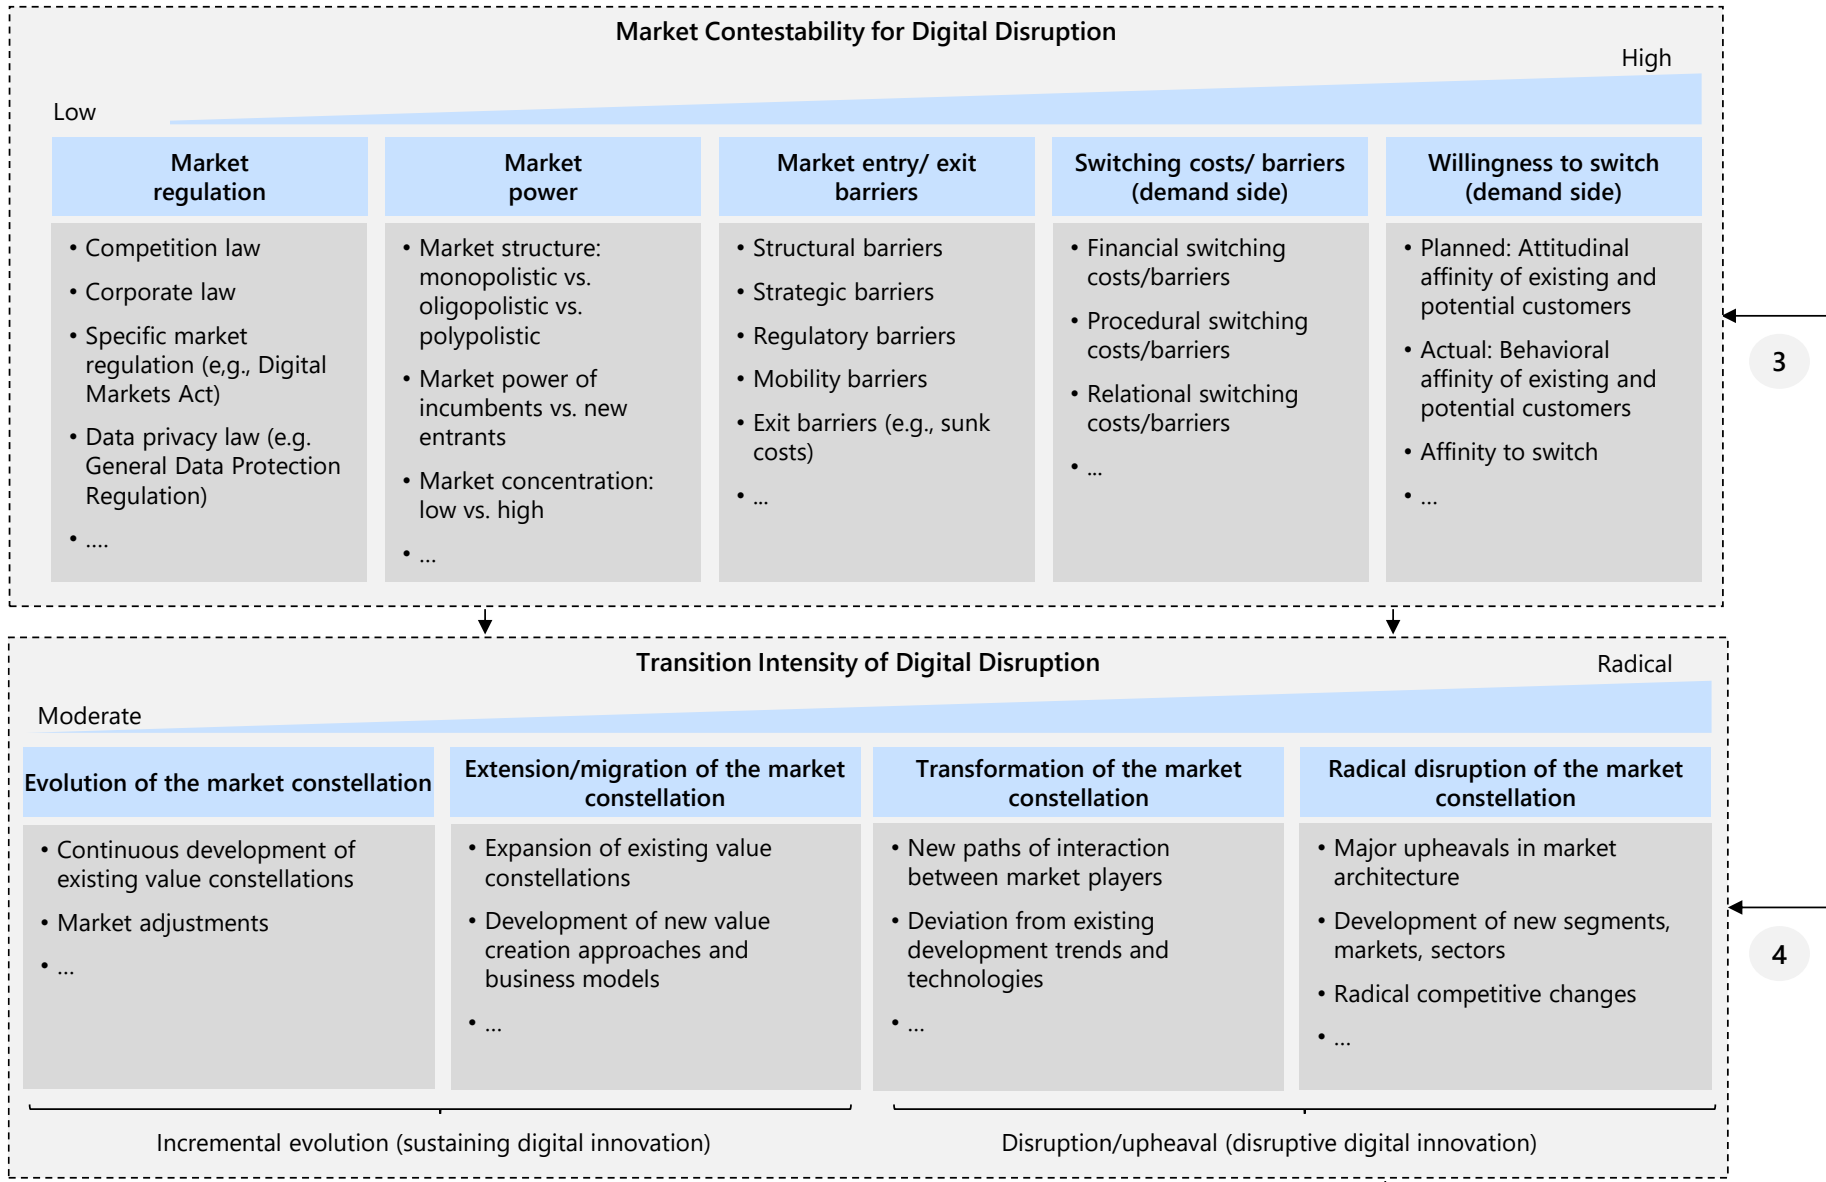 Market Contestability for Digital Disruption
High
Low
Market
regulation
• Competition law
• Corporate law
• Specific market
regulation (e,g., Digital
Markets Act)
• Data privacy law (e.g.
General Data Protection
Regulation)
• ....
Market
power
• Market structure:
monopolistic vs.
oligopolistic vs.
polypolistic
• Market power of
incumbents vs. new
entrants
• Market concentration:
low vs. high
• ...
Market entry/ exit
barriers
• Structural barriers
• Strategic barriers
• Regulatory barriers
• Mobility barriers
• Exit barriers (e.g., sunk
costs)
• ...
Switching costs/ barriers
(demand side)
• Financial switching
costs/barriers
• Procedural switching
costs/barriers
• Relational switching
costs/barriers
• ...
Willingness to switch
(demand side)
• Planned: Attitudinal
affinity of existing and
potential customers
• Actual: Behavioral
affinity of existing and
potential customers
• Affinity to switch
• ...
3
Transition Intensity of Digital Disruption
Radical
Moderate
Evolution of the market constellation
• Continuous development of
existing value constellations
• Market adjustments
• ...
Extension/migration of the market
constellation
• Expansion of existing value
constellations
• Development of new value
creation approaches and
business models
• ...
Transformation of the market
constellation
• New paths of interaction
between market players
• Deviation from existing
development trends and
technologies
• ...
Radical disruption of the market
constellation
• Major upheavals in market
architecture
• Development of new segments,
markets, sectors
• Radical competitive changes
• ...
4
Incremental evolution (sustaining digital innovation)
Disruption/upheaval (disruptive digital innovation)